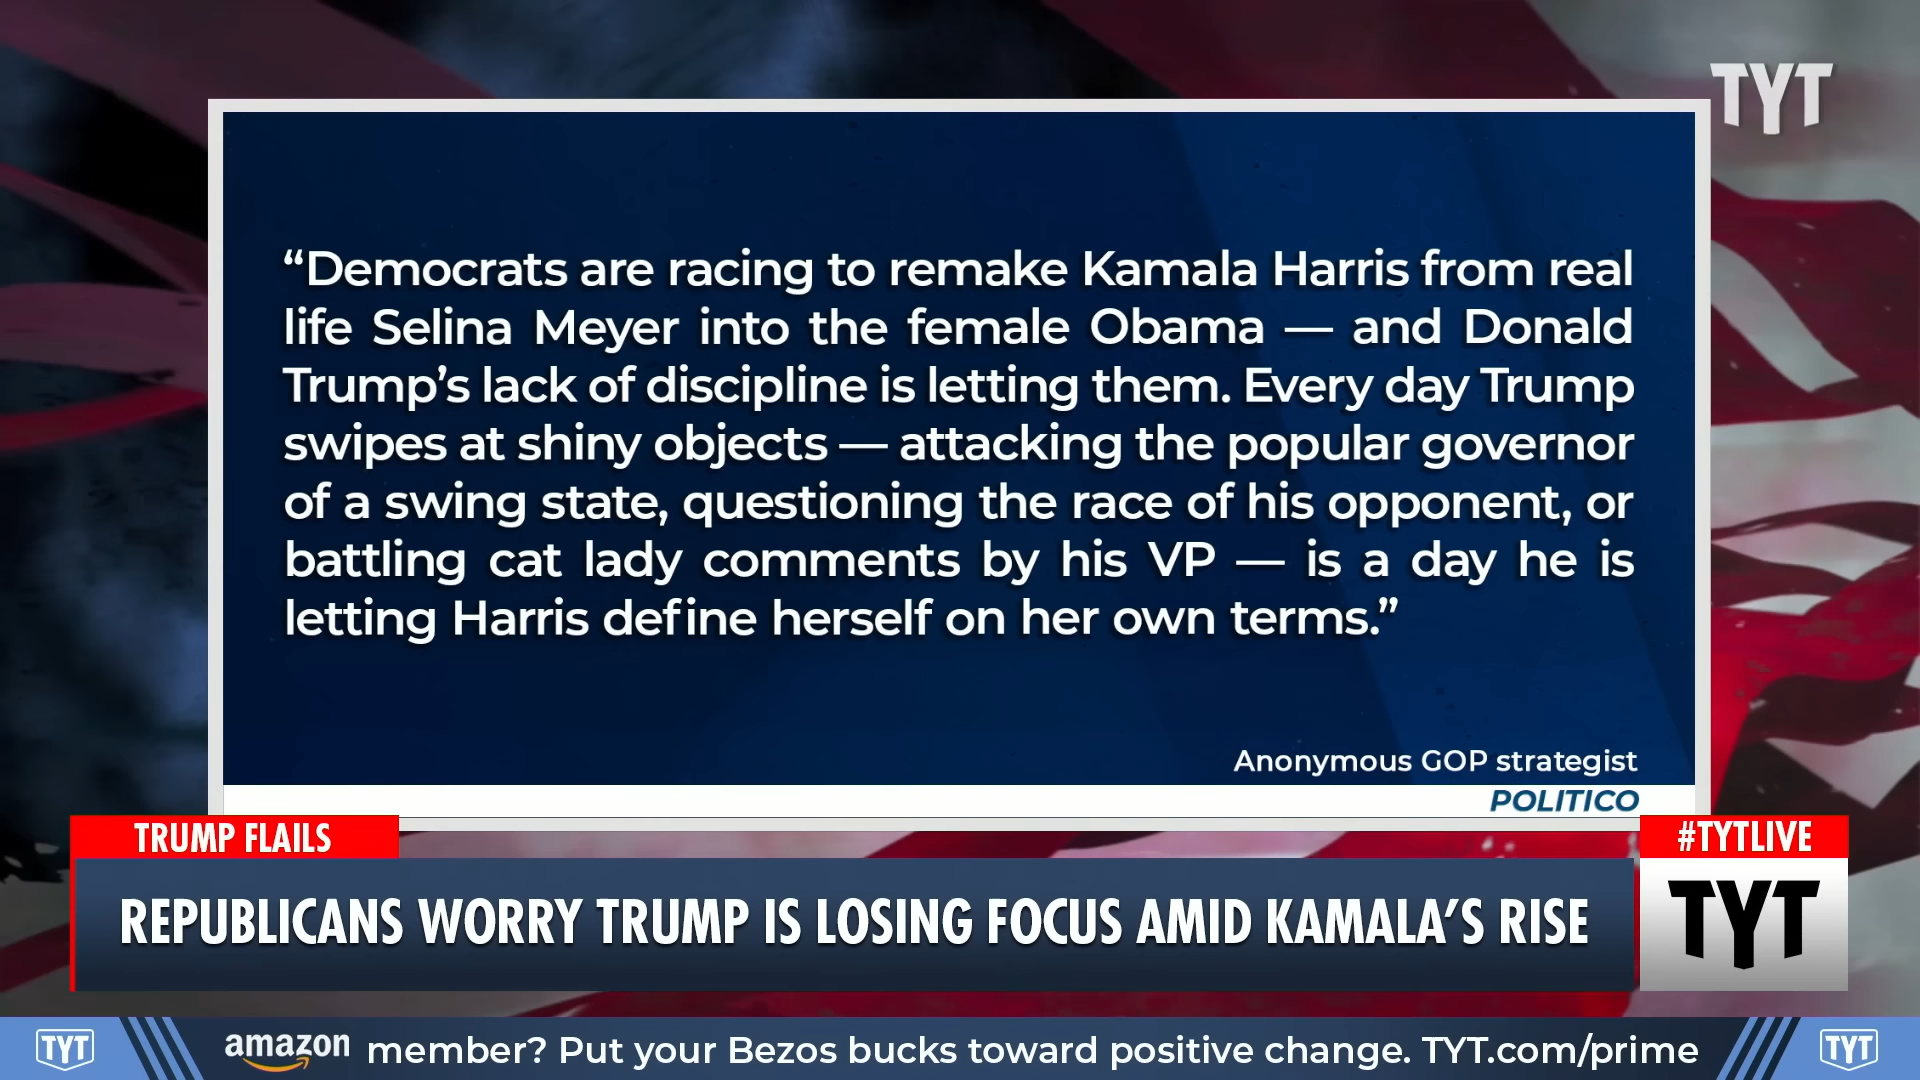 TYT
“Democrats are racing to remake Kamala Harris from real
life Selina Meyer into the female Obama — and Donald
Trump’s lack of discipline is letting them. Every day Trump
swipes at shiny objects — attacking the popular governor
of a swing state, questioning the race of his opponent, or
battling cat lady comments by his VP — is a day he is
letting Harris define herself on her own terms.”
Anonymous GOP strategist
POLITICO
TRUMP FLAILS
#TYTLIVE
REPUBLICANS WORRY TRUMP IS LOSING FOCUS AMID KAMALA’S RISE
TYT
TYT
amazon member? Put your Bezos bucks toward positive change. TYT.com/prime
TYT